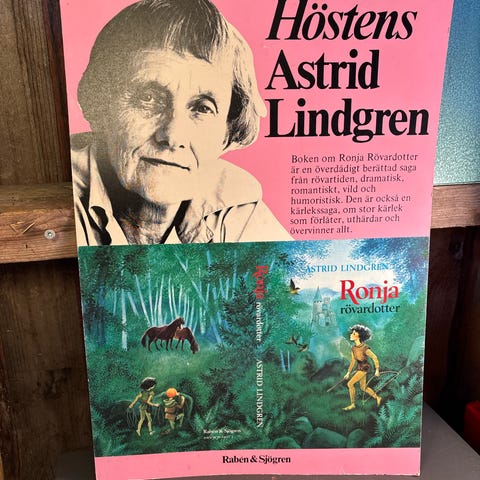 Höstens
Astrid
Lindgren
Boken om Ronja Rövardotter
är en överdådigt berättad saga
från rövartiden, dramatisk,
romantiskt, vild och
humoristisk. Den är också en
kärlekssaga, om stor kärlek
som förlåter, uthärdar och
övervinner allt.
ASTRID LINDGREN
Ronja
rövardotter
Ronja rövardotter
ASTRID LINDGREN
Rabén & Sjögren
Rabén & Sjögren